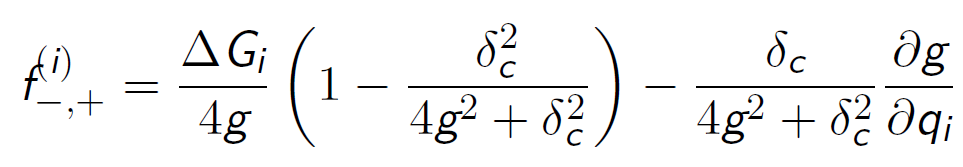 f_{-,+}^{(i)} = \frac{\Delta G_i}{4g} \left( 1 - \frac{\delta_c^2}{4g^2 + \delta_c^2} \right) - \frac{\delta_c}{4g^2 + \delta_c^2} \frac{\partial g}{\partial q_i}